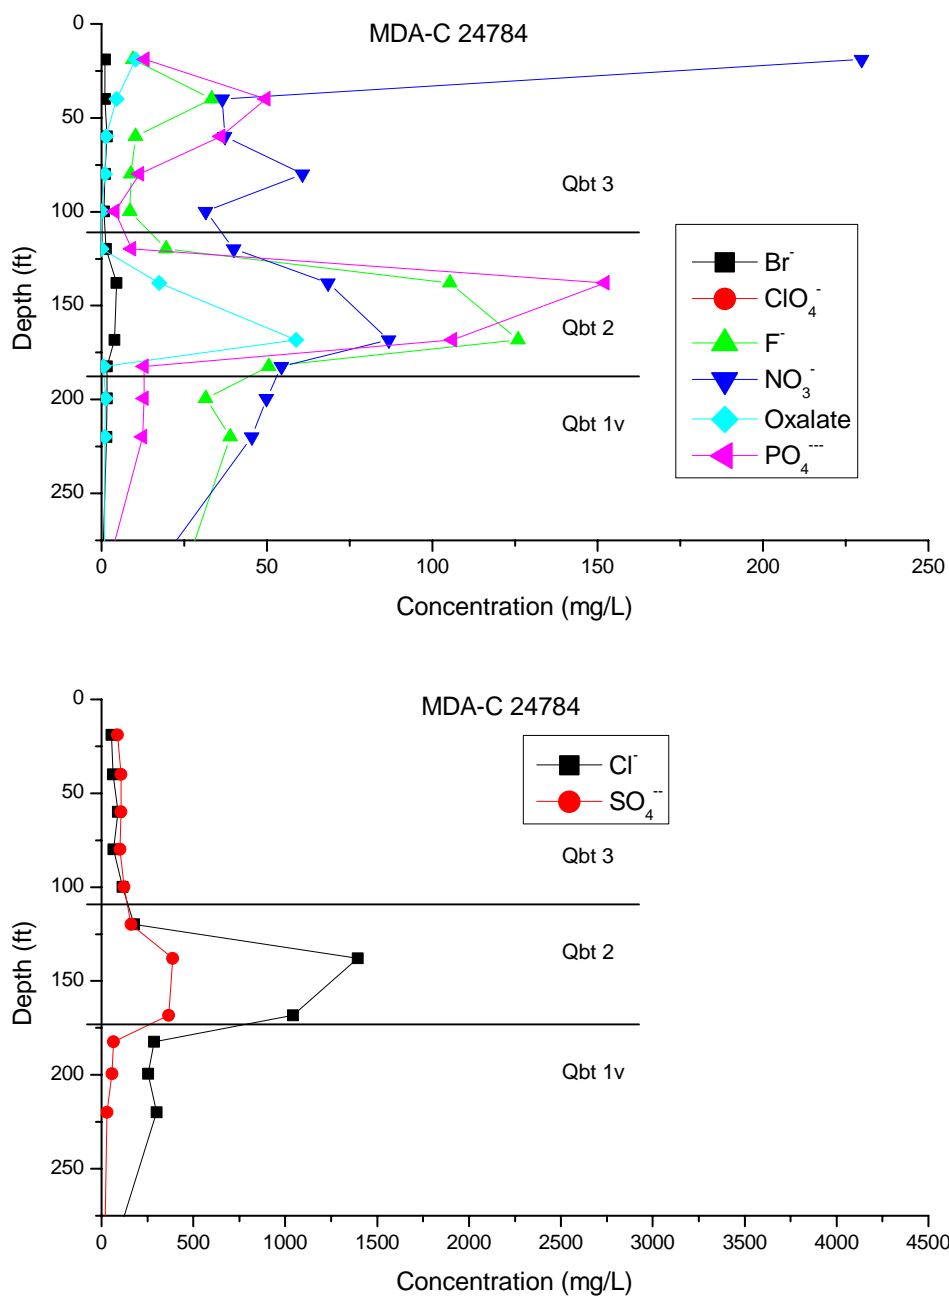 MDA-C 24784
0
50
100
150
200
250
Depth (ft)
Qbt 3
Qbt 2
Qbt 1v
Br-
ClO4-
F-
NO3-
Oxalate
PO4---
0
50
100
150
200
250
Concentration (mg/L)
MDA-C 24784
0
50
100
150
200
250
Depth (ft)
Cl-
SO4--
Qbt 3
Qbt 2
Qbt 1v
0
500
1000
1500
2000
2500
3000
3500
4000
4500
Concentration (mg/L)